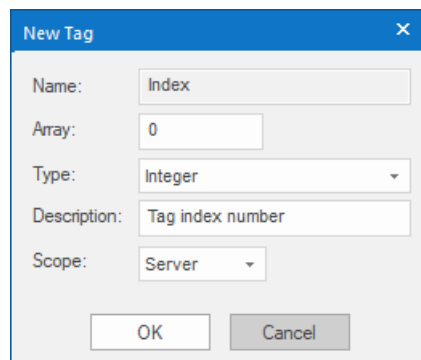 New Tag ×
Name: Index
Array: 0
Type: Integer
Description: Tag index number
Scope: Server
OK Cancel